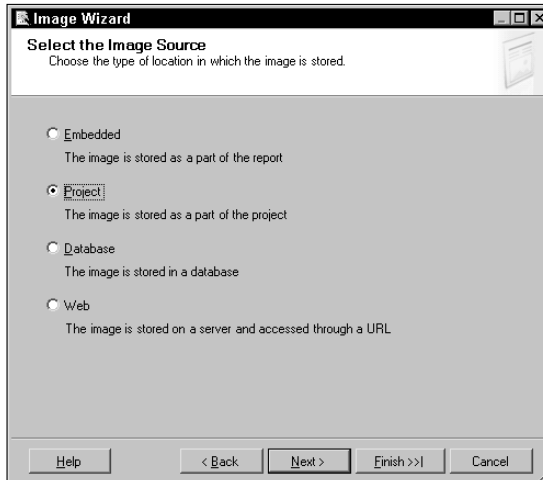 Image Wizard
Select the Image Source
Choose the type of location in which the image is stored.
Embedded
The image is stored as a part of the report
Project
The image is stored as a part of the project
Database
The image is stored in a database
Web
The image is stored on a server and accessed through a URL
Help < Back Next > Finish >>| Cancel